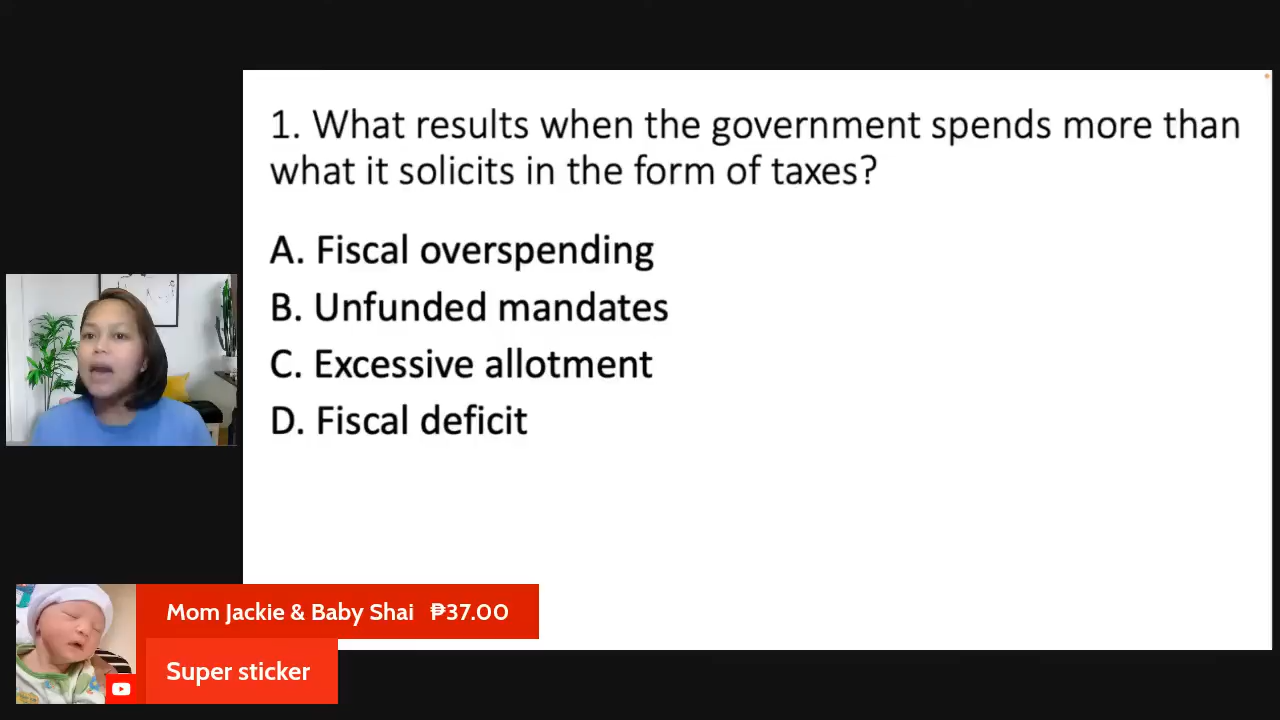 1. What results when the government spends more than
what it solicits in the form of taxes?
A. Fiscal overspending
B. Unfunded mandates
C. Excessive allotment
D. Fiscal deficit
Mom Jackie & Baby Shai ₱37.00
Super sticker